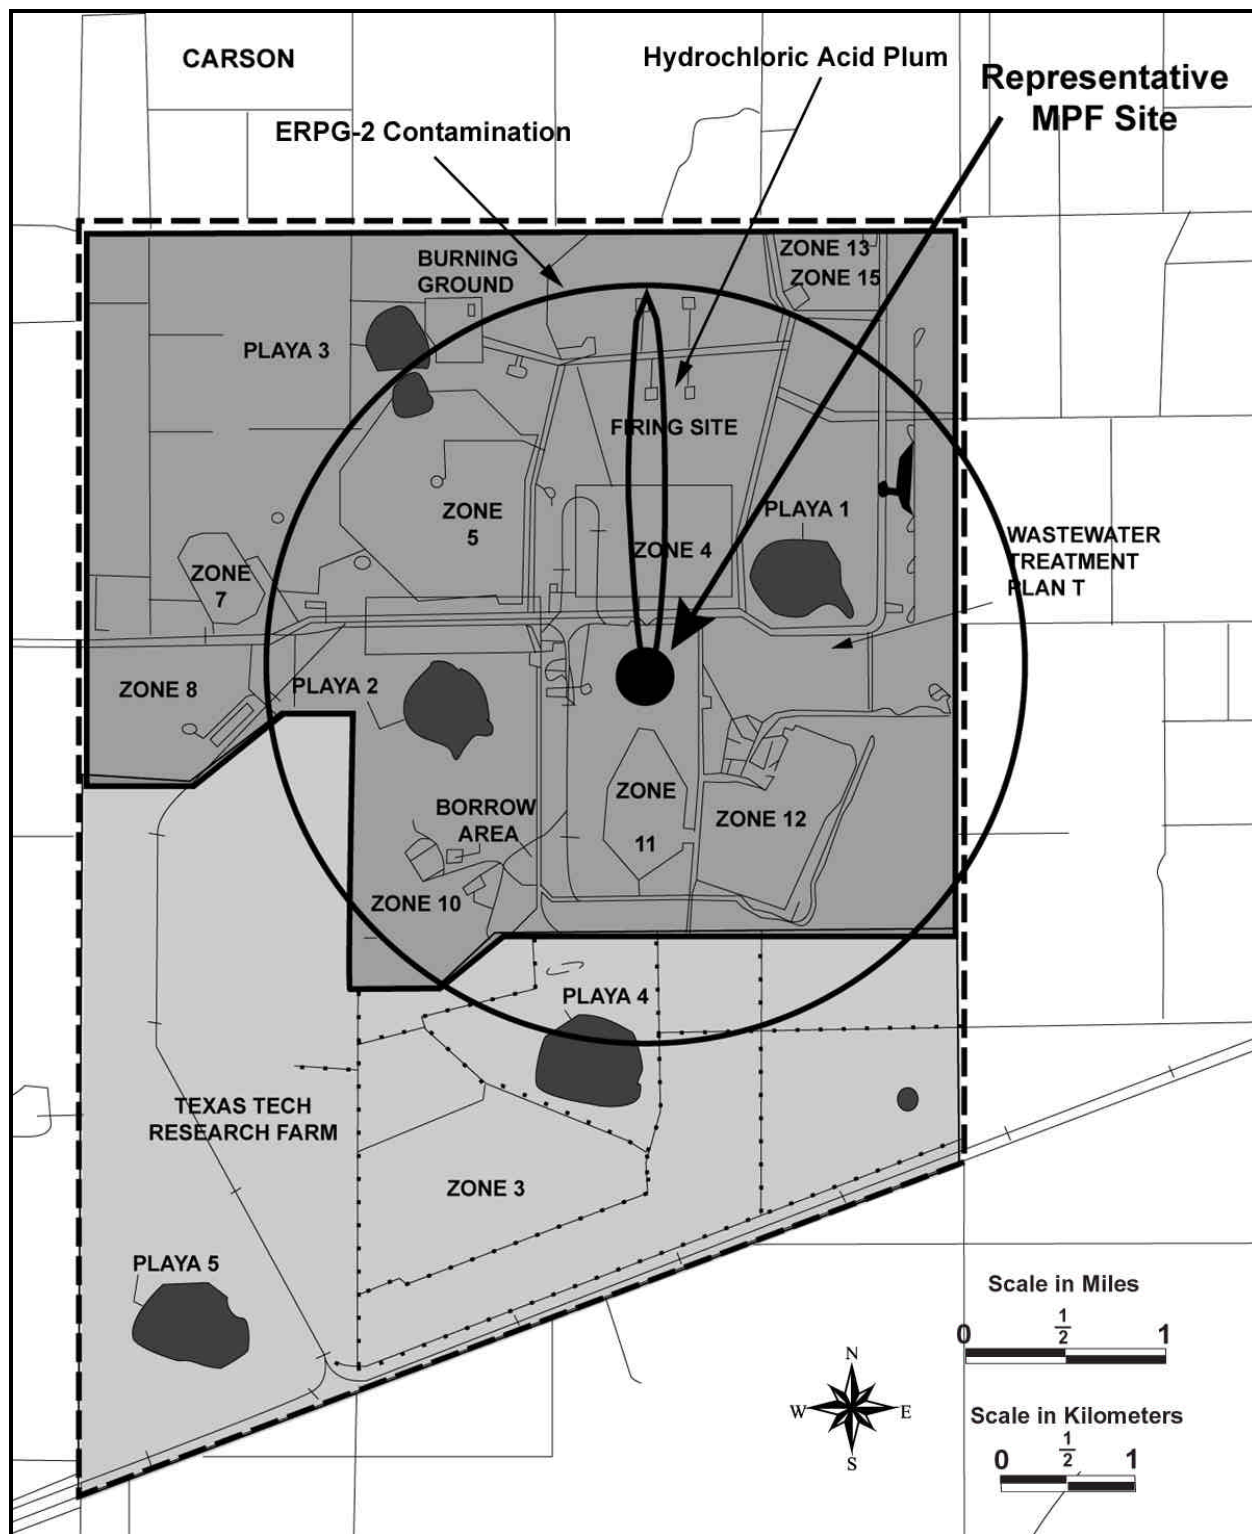 CARSON
Hydrochloric Acid Plum
Representative
MPF Site
ERPG-2 Contamination
BURNING
GROUND
ZONE 13
ZONE 15
PLAYA 3
FIRING SITE
ZONE
5
PLAYA 1
ZONE 4
WASTEWATER
TREATMENT
PLAN T
ZONE
7
ZONE 8
PLAYA 2
ZONE
11
BORROW
AREA
ZONE 12
ZONE 10
PLAYA 4
TEXAS TECH
RESEARCH FARM
ZONE 3
PLAYA 5
Scale in Miles
0 1/2 1
N
W E
S
Scale in Kilometers
0 1/2 1